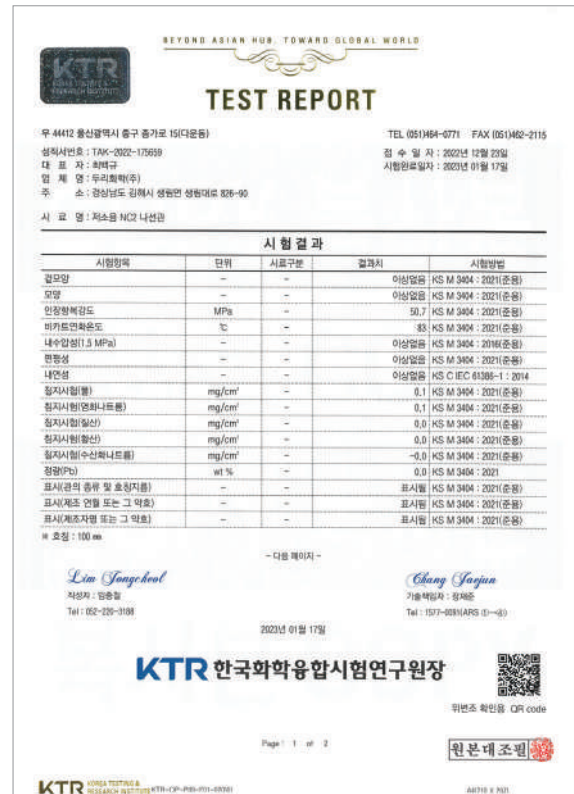 BEYOND ASIAN HUB, TOWARD GLOBAL WORLD
KTR
KOREA TESTING &
RESEARCH INSTITUTE
TEST REPORT
우 44412 울산광역시 중구 종가로 15(다운동) TEL (051)464-0771 FAX (051)462-2115
성적서번호 : TAK-2022-175659 접 수 일 자 : 2022년 12월 23일
대 표 자 : 최백규 시험완료일자 : 2023년 01월 17일
업 체 명 : 두리화학(주)
주 소 : 경상남도 김해시 생림면 생림대로 826-90
시 료 명 : 저소음 NC2 나선관
시 험 결 과
시험항목 단위 시료구분 결과치 시험방법
겉모양 - - 이상없음 KS M 3404 : 2021(준용)
모양 - - 이상없음 KS M 3404 : 2021(준용)
인장항복강도 MPa - 50.7 KS M 3404 : 2021(준용)
비카트연화온도 ℃ - 83 KS M 3404 : 2021(준용)
내수압성(1.5 MPa) - - 이상없음 KS M 3404 : 2016(준용)
편평성 - - 이상없음 KS M 3404 : 2021(준용)
내연성 - - 이상없음 KS C IEC 61386-1 : 2014
침지시험(물) mg/cm² - 0.1 KS M 3404 : 2021(준용)
침지시험(염화나트륨) mg/cm² - 0.1 KS M 3404 : 2021(준용)
침지시험(질산) mg/cm² - 0.0 KS M 3404 : 2021(준용)
침지시험(황산) mg/cm² - 0.0 KS M 3404 : 2021(준용)
침지시험(수산화나트륨) mg/cm² - -0.0 KS M 3404 : 2021(준용)
정량(Pb) wt % - 0.0 KS M 3404 : 2021
표시(관의 종류 및 호칭지름) - - 표시됨 KS M 3404 : 2021(준용)
표시(제조 연월 또는 그 약호) - - 표시됨 KS M 3404 : 2021(준용)
표시(제조자명 또는 그 약호) - - 표시됨 KS M 3404 : 2021(준용)
※ 호칭 : 100 mm
- 다음 페이지 -
Lim Jongcheol Chang Jaejun
작성자 : 임종철 기술책임자 : 장재준
Tel : 052-220-3188 Tel : 1577-0091(ARS ①→④)
2023년 01월 17일
KTR 한국화학융합시험연구원장
위변조 확인용 QR code
Page : 1 of 2
원본대조필
KTR KOREA TESTING &
RESEARCH INSTITUTE